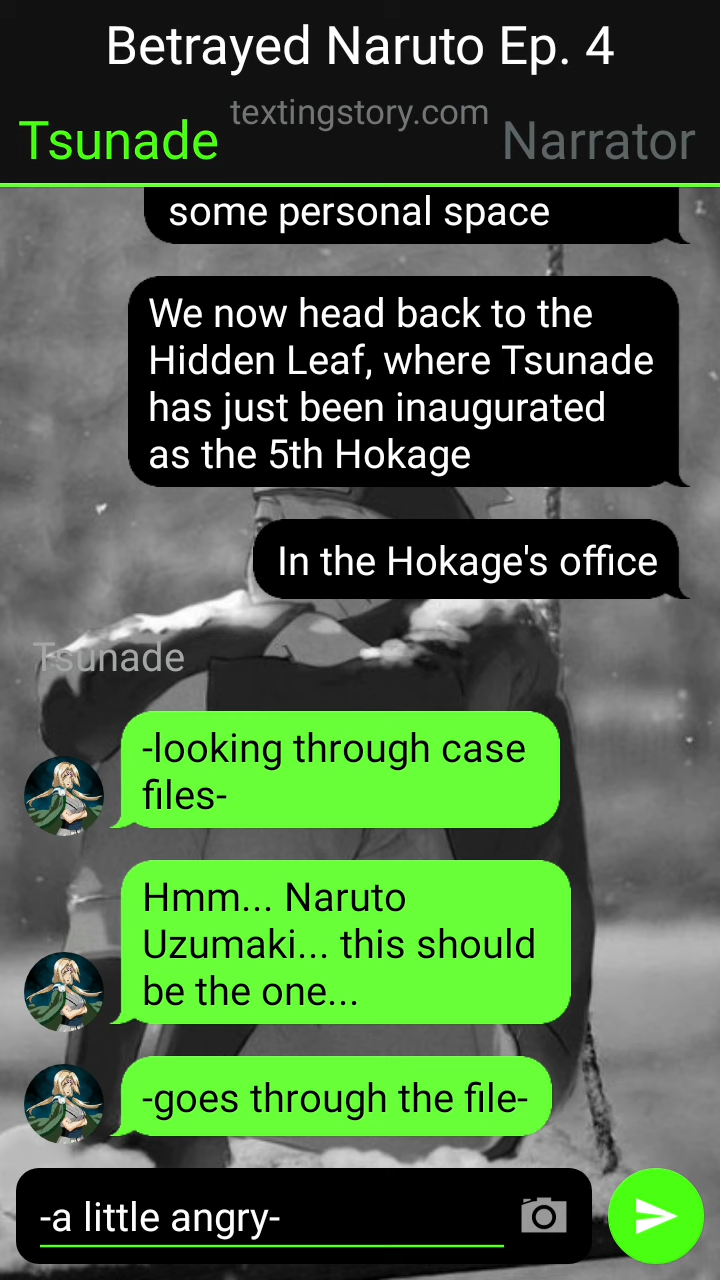 Betrayed Naruto Ep. 4
textingstory.com
Tsunade
Narrator
some personal space
We now head back to the
Hidden Leaf, where Tsunade
has just been inaugurated
as the 5th Hokage
In the Hokage's office
Tsunade
-looking through case
files-
Hmm... Naruto
Uzumaki... this should
be the one...
-goes through the file-
-a little angry-